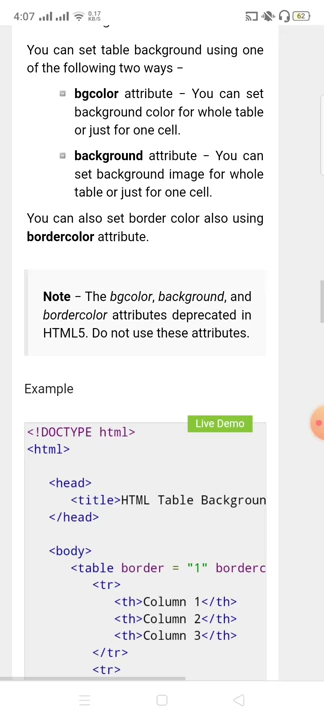 4:07
0.17
KB/S
62
You can set table background using one
of the following two ways −
bgcolor attribute − You can set
background color for whole table
or just for one cell.
background attribute − You can
set background image for whole
table or just for one cell.
You can also set border color also using
bordercolor attribute.
Note − The bgcolor, background, and
bordercolor attributes deprecated in
HTML5. Do not use these attributes.
Example
Live Demo
<!DOCTYPE html>
<html>
<head>
<title>HTML Table Backgroun
</head>
<body>
<table border = "1" borderc
<tr>
<th>Column 1</th>
<th>Column 2</th>
<th>Column 3</th>
</tr>
<tr>